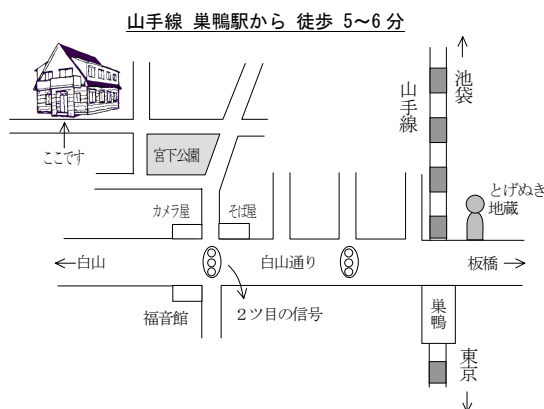 山手線 巣鴨駅から 徒歩 5～6 分
池袋
山手線
ここです
宮下公園
とげぬき
地蔵
カメラ屋
そば屋
←白山
白山通り
板橋→
福音館
２ツ目の信号
巣鴨
東京